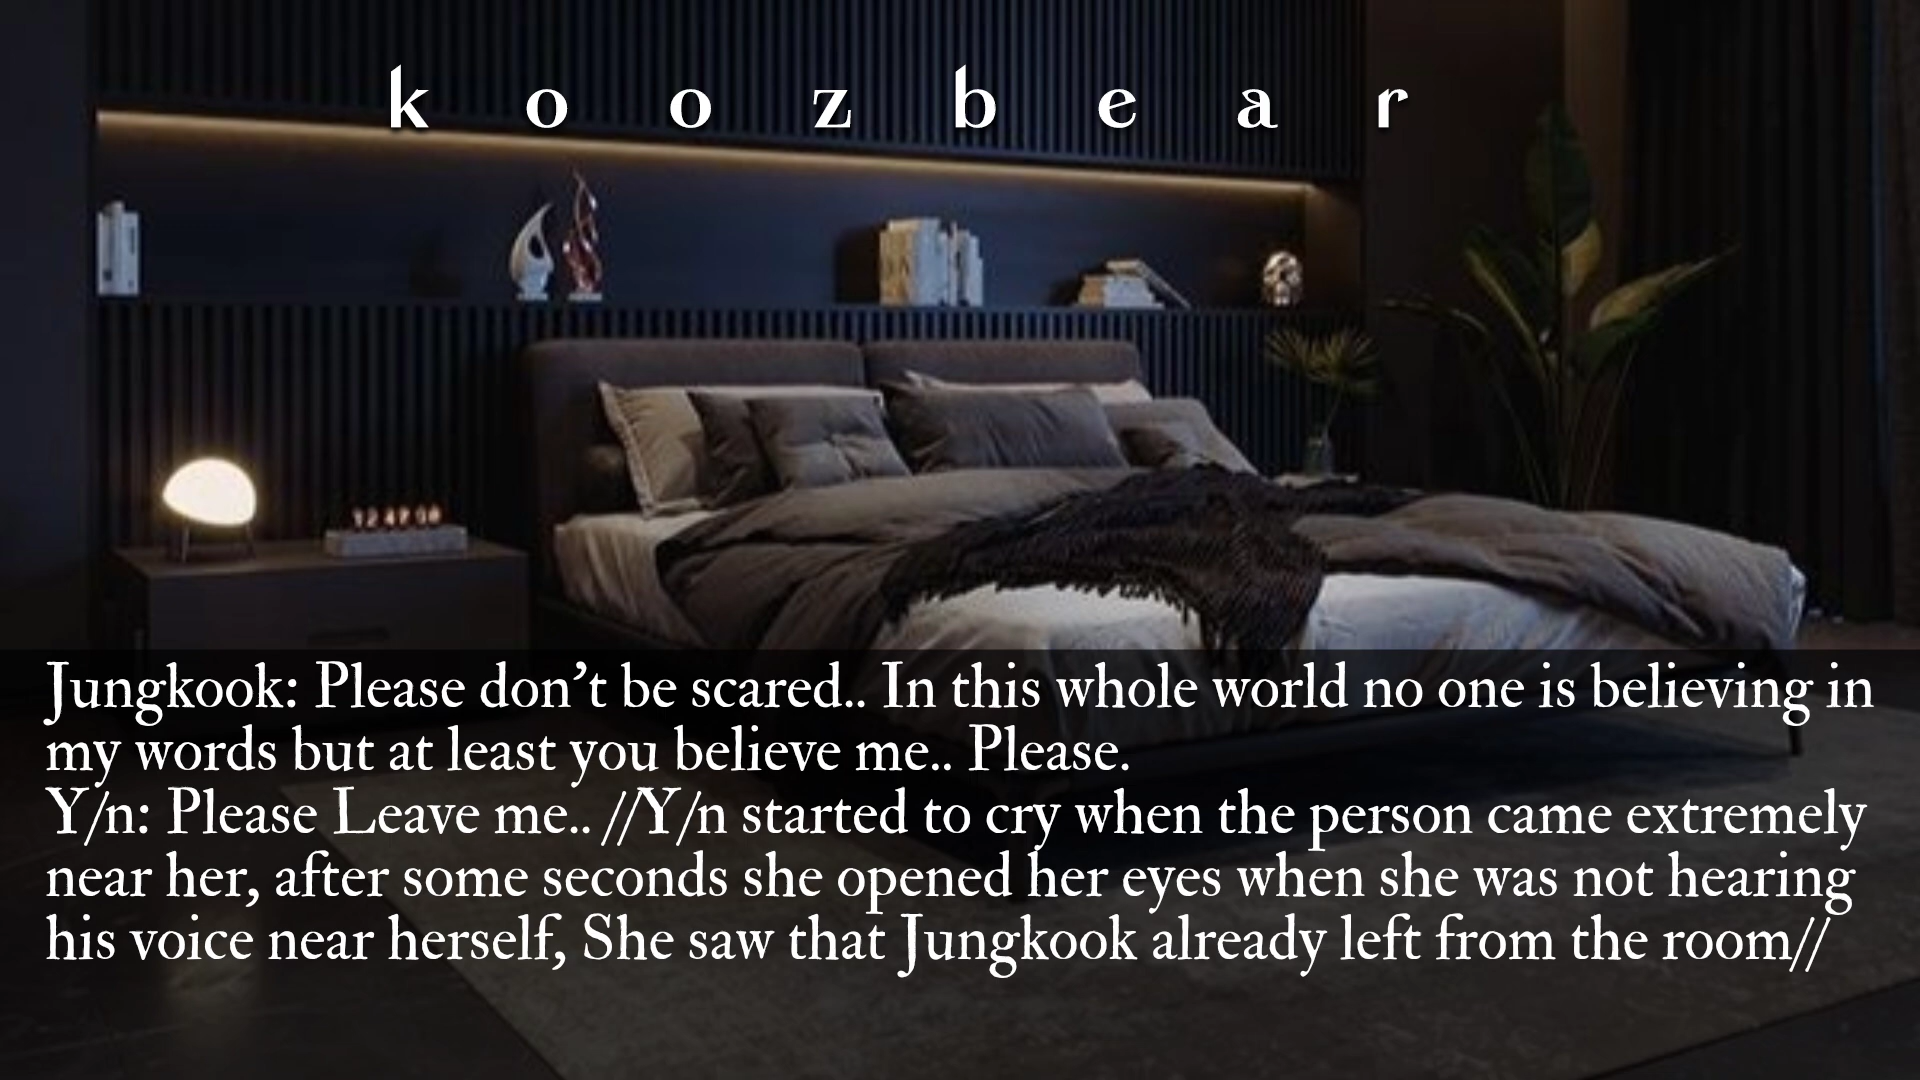 k o o z b e a r
12 47 58
Jungkook: Please don't be scared.. In this whole world no one is believing in
my words but at least you believe me.. Please.
Y/n: Please Leave me.. //Y/n started to cry when the person came extremely
near her, after some seconds she opened her eyes when she was not hearing
his voice near herself, She saw that Jungkook already left from the room//